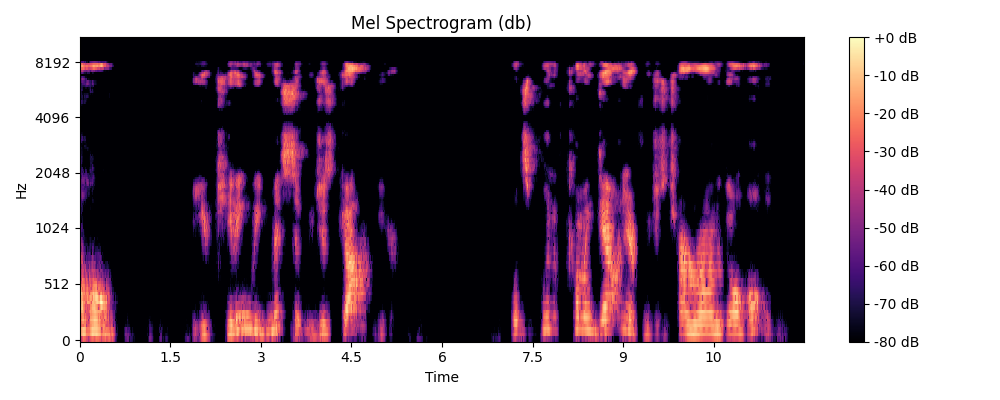 Mel Spectrogram (db)
8192
4096
2048
1024
512
0
Hz
0 1.5 3 4.5 6 7.5 9 10
Time
+0 dB
-10 dB
-20 dB
-30 dB
-40 dB
-50 dB
-60 dB
-70 dB
-80 dB